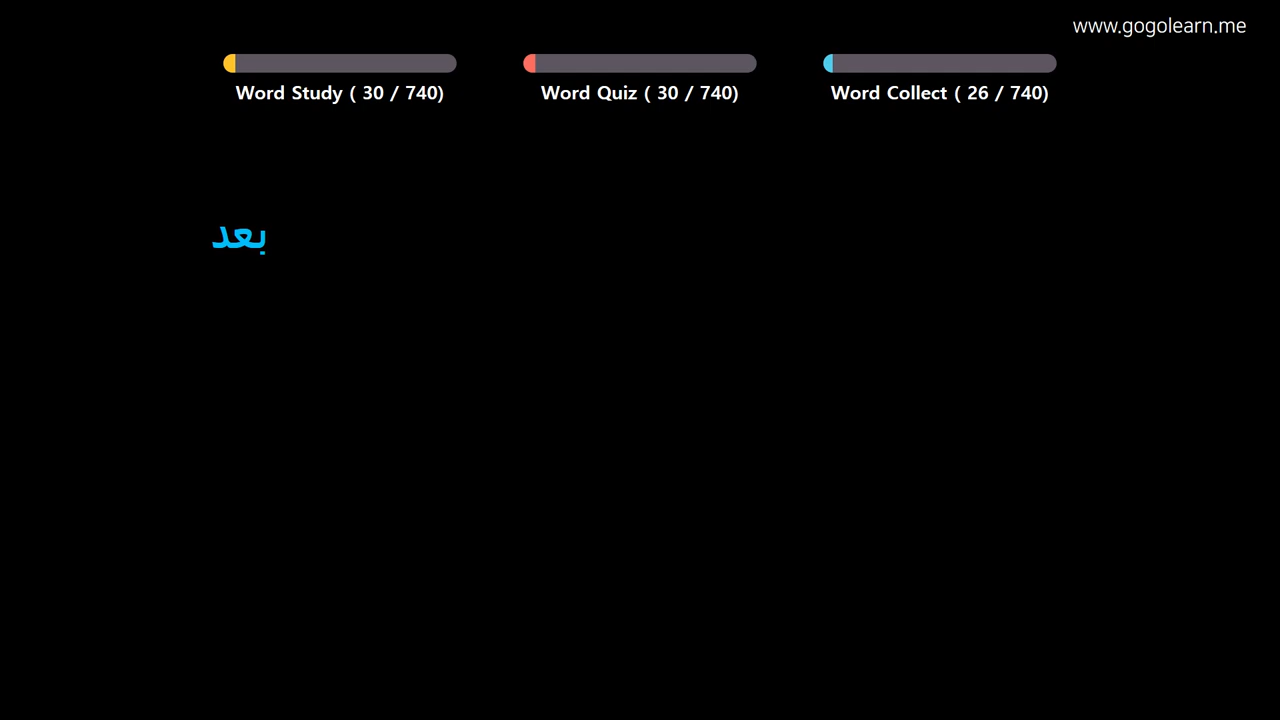 www.gogolearn.me
Word Study ( 30 / 740)
Word Quiz ( 30 / 740)
Word Collect ( 26 / 740)
بعد